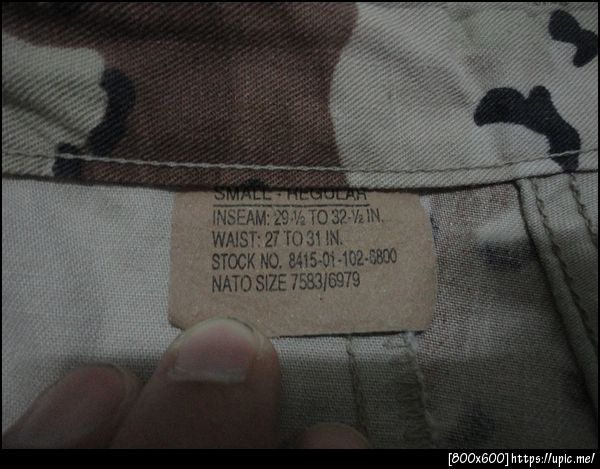 SMALL - REGULAR
INSEAM: 29-½ TO 32-½ IN.
WAIST: 27 TO 31 IN.
STOCK NO. 8415-01-102-6800
NATO SIZE 7583/6979
[800x600] https://upic.me/